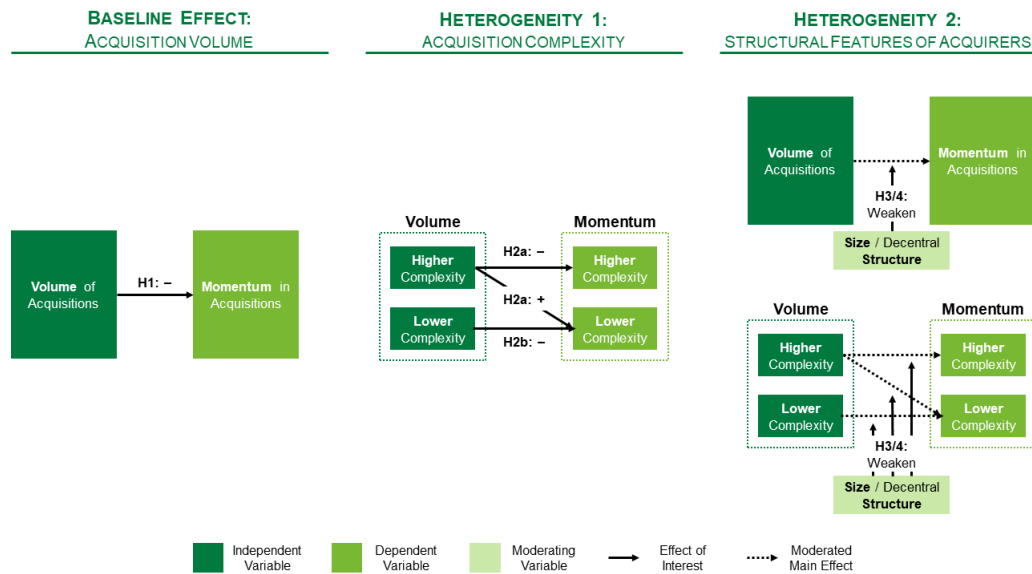 BASELINE EFFECT:
ACQUISITION VOLUME
Volume of
Acquisitions
H1: –
Momentum in
Acquisitions
HETEROGENEITY 1:
ACQUISITION COMPLEXITY
Volume
Momentum
Higher
Complexity
H2a: –
Higher
Complexity
H2a: +
Lower
Complexity
H2b: –
Lower
Complexity
HETEROGENEITY 2:
STRUCTURAL FEATURES OF ACQUIRERS
Volume of
Acquisitions
Momentum in
Acquisitions
H3/4:
Weaken
Size / Decentral
Structure
Volume
Momentum
Higher
Complexity
Higher
Complexity
Lower
Complexity
Lower
Complexity
H3/4:
Weaken
Size / Decentral
Structure
Independent
Variable
Dependent
Variable
Moderating
Variable
Effect of
Interest
Moderated
Main Effect